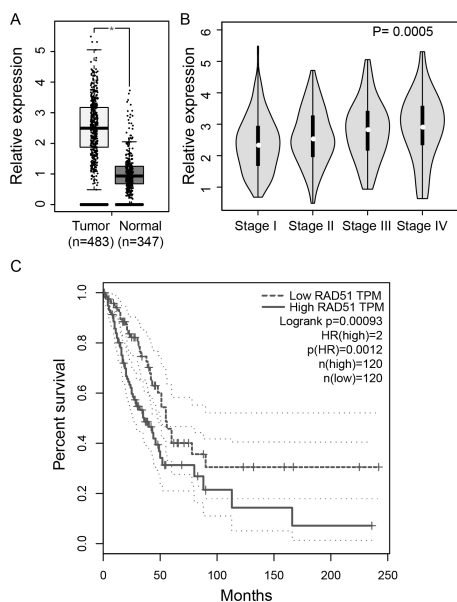 A
Relative expression
5
4
3
2
1
0
*
Tumor Normal
(n=483) (n=347)
B
P= 0.0005
Relative expression
6
5
4
3
2
1
Stage I Stage II Stage III Stage IV
C
Percent survival
1.0
0.8
0.6
0.4
0.2
0.0
Low RAD51 TPM
High RAD51 TPM
Logrank p=0.00093
HR(high)=2
p(HR)=0.0012
n(high)=120
n(low)=120
0 50 100 150 200 250
Months